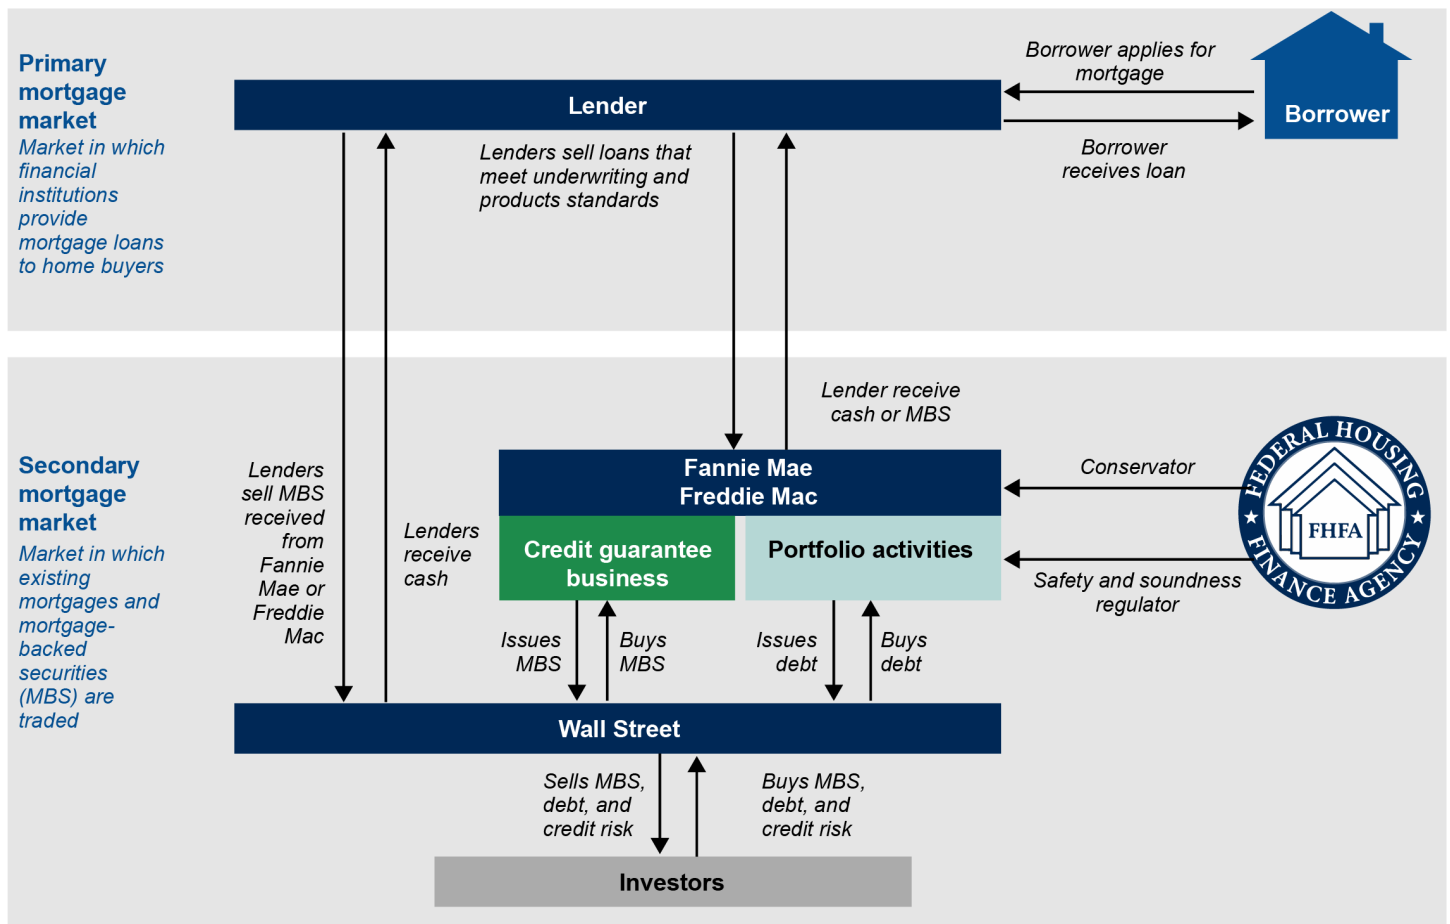 Primary
mortgage
market
Market in which
financial
institutions
provide
mortgage loans
to home buyers
Lender
Borrower applies for
mortgage
Borrower
Borrower
receives loan
Lenders sell loans that
meet underwriting and
products standards
Lender receive
cash or MBS
Secondary
mortgage
market
Market in which
existing
mortgages and
mortgage-
backed
securities
(MBS) are
traded
Lenders
sell MBS
received
from
Fannie
Mae or
Freddie
Mac
Lenders
receive
cash
Fannie Mae
Freddie Mac
Credit guarantee
business
Portfolio activities
Conservator
Safety and soundness
regulator
FEDERAL HOUSING
FINANCE AGENCY
FHFA
Issues
MBS
Buys
MBS
Issues
debt
Buys
debt
Wall Street
Sells MBS,
debt, and
credit risk
Buys MBS,
debt, and
credit risk
Investors